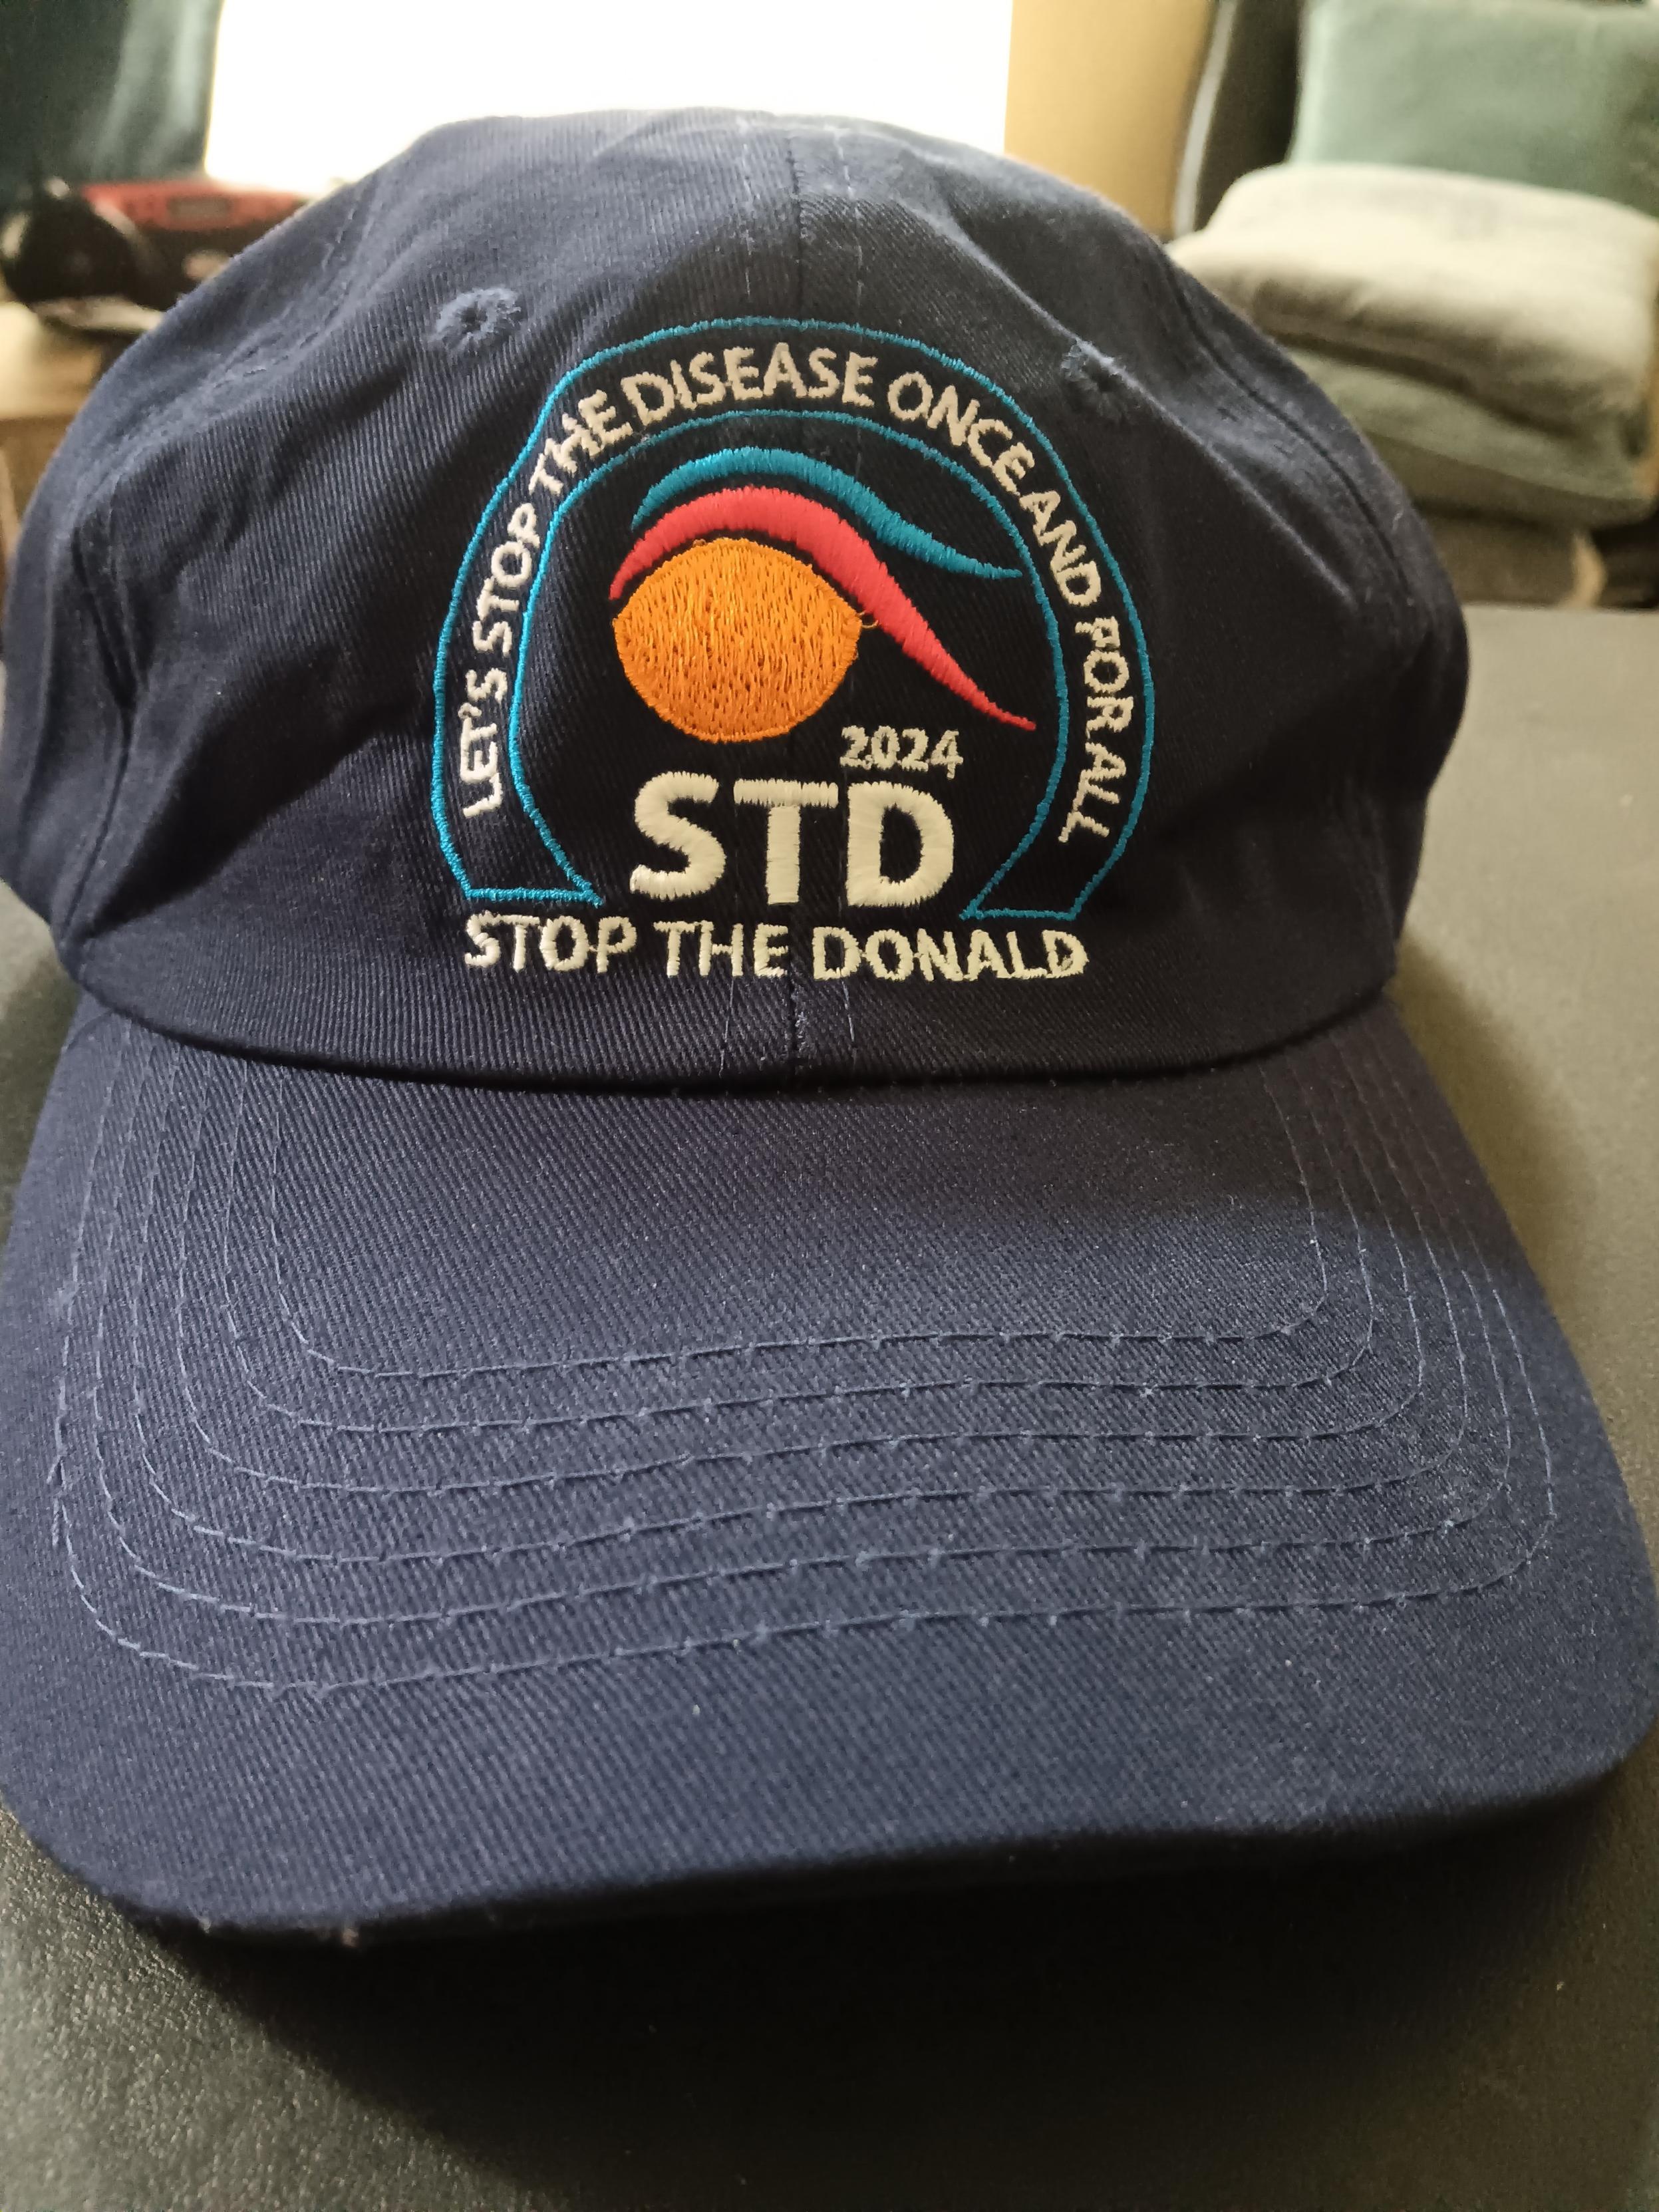 LET'S STOP THE DISEASE ONCE AND FOR ALL
2024
STD
STOP THE DONALD